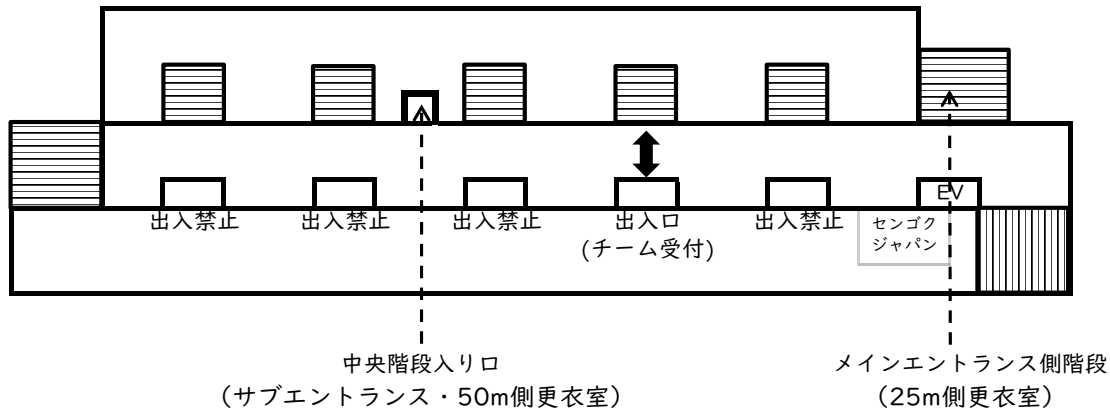 EV
出入禁止
出入禁止
出入禁止
出入口
(チーム受付)
出入禁止
センゴク
ジャパン
中央階段入り口
(サブエントランス・50m側更衣室)
メインエントランス側階段
(25m側更衣室)